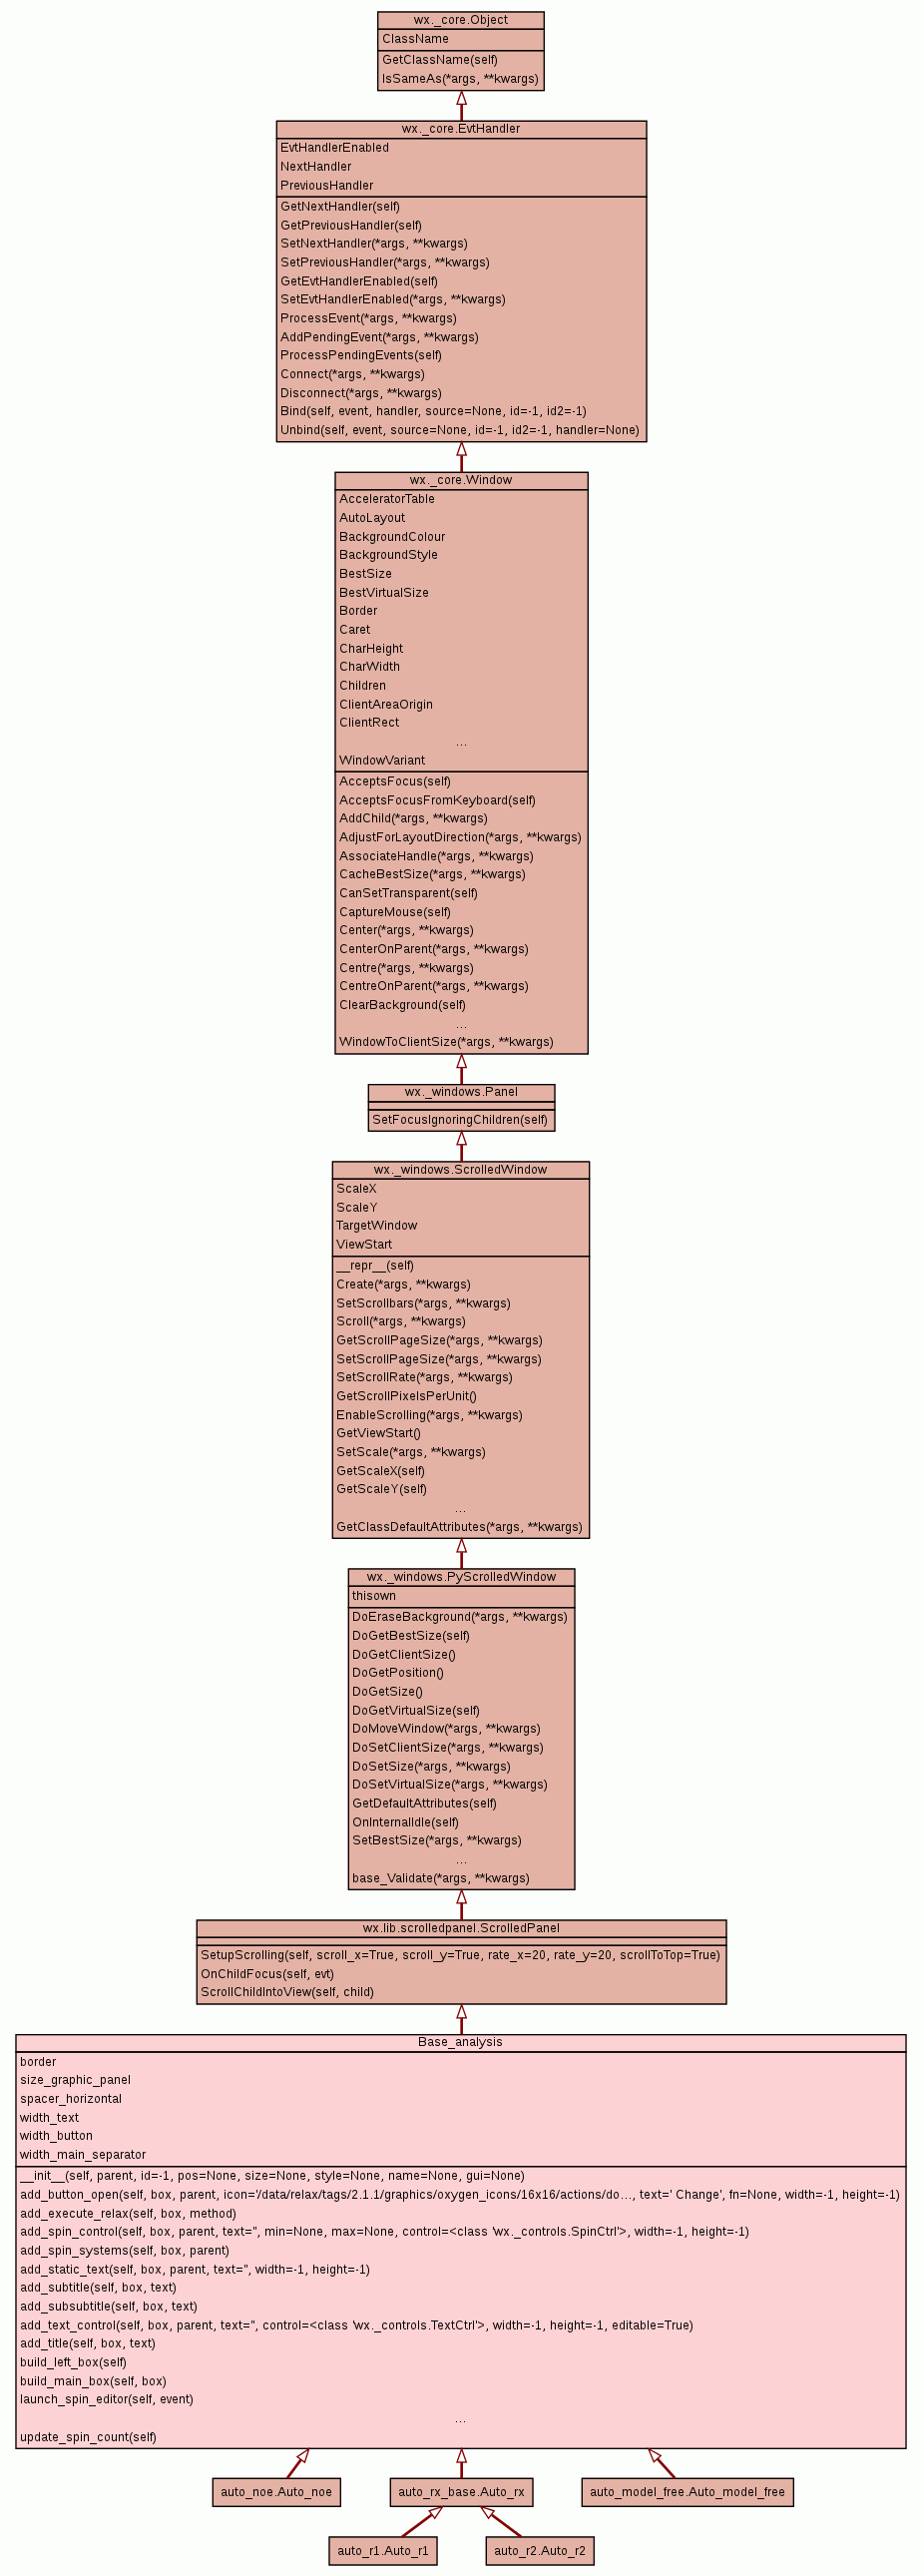 wx._core.Object
ClassName
GetClassName(self)
IsSameAs(*args, **kwargs)
wx._core.EvtHandler
EvtHandlerEnabled
NextHandler
PreviousHandler
GetNextHandler(self)
GetPreviousHandler(self)
SetNextHandler(*args, **kwargs)
SetPreviousHandler(*args, **kwargs)
GetEvtHandlerEnabled(self)
SetEvtHandlerEnabled(*args, **kwargs)
ProcessEvent(*args, **kwargs)
AddPendingEvent(*args, **kwargs)
ProcessPendingEvents(self)
Connect(*args, **kwargs)
Disconnect(*args, **kwargs)
Bind(self, event, handler, source=None, id=-1, id2=-1)
Unbind(self, event, source=None, id=-1, id2=-1, handler=None)
wx._core.Window
AcceleratorTable
AutoLayout
BackgroundColour
BackgroundStyle
BestSize
BestVirtualSize
Border
Caret
CharHeight
CharWidth
Children
ClientAreaOrigin
ClientRect
...
WindowVariant
AcceptsFocus(self)
AcceptsFocusFromKeyboard(self)
AddChild(*args, **kwargs)
AdjustForLayoutDirection(*args, **kwargs)
AssociateHandle(*args, **kwargs)
CacheBestSize(*args, **kwargs)
CanSetTransparent(self)
CaptureMouse(self)
Center(*args, **kwargs)
CenterOnParent(*args, **kwargs)
Centre(*args, **kwargs)
CentreOnParent(*args, **kwargs)
ClearBackground(self)
...
WindowToClientSize(*args, **kwargs)
wx._windows.Panel
SetFocusIgnoringChildren(self)
wx._windows.ScrolledWindow
ScaleX
ScaleY
TargetWindow
ViewStart
__repr__(self)
Create(*args, **kwargs)
SetScrollbars(*args, **kwargs)
Scroll(*args, **kwargs)
GetScrollPageSize(*args, **kwargs)
SetScrollPageSize(*args, **kwargs)
SetScrollRate(*args, **kwargs)
GetScrollPixelsPerUnit()
EnableScrolling(*args, **kwargs)
GetViewStart()
SetScale(*args, **kwargs)
GetScaleX(self)
GetScaleY(self)
...
GetClassDefaultAttributes(*args, **kwargs)
wx._windows.PyScrolledWindow
thisown
DoEraseBackground(*args, **kwargs)
DoGetBestSize(self)
DoGetClientSize()
DoGetPosition()
DoGetSize()
DoGetVirtualSize(self)
DoMoveWindow(*args, **kwargs)
DoSetClientSize(*args, **kwargs)
DoSetSize(*args, **kwargs)
DoSetVirtualSize(*args, **kwargs)
GetDefaultAttributes(self)
OnInternalIdle(self)
SetBestSize(*args, **kwargs)
...
base_Validate(*args, **kwargs)
wx.lib.scrolledpanel.ScrolledPanel
SetupScrolling(self, scroll_x=True, scroll_y=True, rate_x=20, rate_y=20, scrollToTop=True)
OnChildFocus(self, evt)
ScrollChildIntoView(self, child)
Base_analysis
border
size_graphic_panel
spacer_horizontal
width_text
width_button
width_main_separator
__init__(self, parent, id=-1, pos=None, size=None, style=None, name=None, gui=None)
add_button_open(self, box, parent, icon='/data/relax/tags/2.1.1/graphics/oxygen_icons/16x16/actions/do..., text=' Change', fn=None, width=-1, height=-1)
add_execute_relax(self, box, method)
add_spin_control(self, box, parent, text='', min=None, max=None, control=<class 'wx._controls.SpinCtrl'>, width=-1, height=-1)
add_spin_systems(self, box, parent)
add_static_text(self, box, parent, text='', width=-1, height=-1)
add_subtitle(self, box, text)
add_subsubtitle(self, box, text)
add_text_control(self, box, parent, text='', control=<class 'wx._controls.TextCtrl'>, width=-1, height=-1, editable=True)
add_title(self, box, text)
build_left_box(self)
build_main_box(self, box)
launch_spin_editor(self, event)
...
update_spin_count(self)
auto_noe.Auto_noe
auto_rx_base.Auto_rx
auto_model_free.Auto_model_free
auto_r1.Auto_r1
auto_r2.Auto_r2